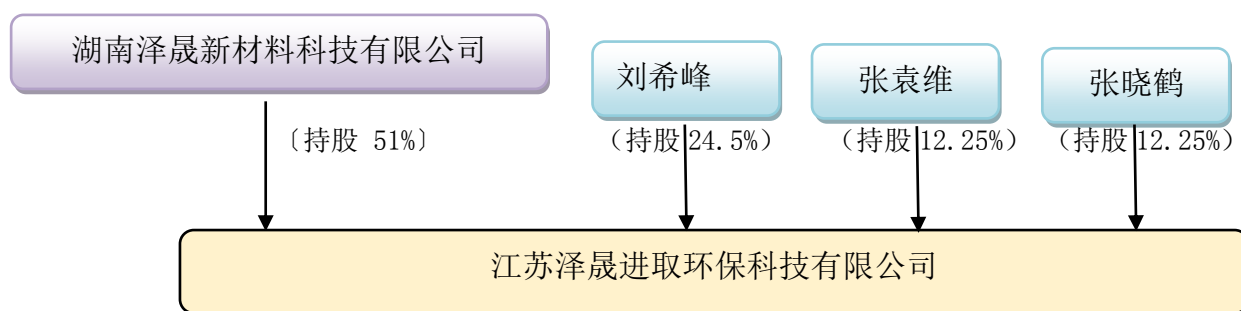 湖南泽晟新材料科技有限公司
刘希峰
张袁维
张晓鹤
〔持股 51%〕
（持股 24.5%）
（持股 12.25%）
（持股 12.25%）
江苏泽晟进取环保科技有限公司